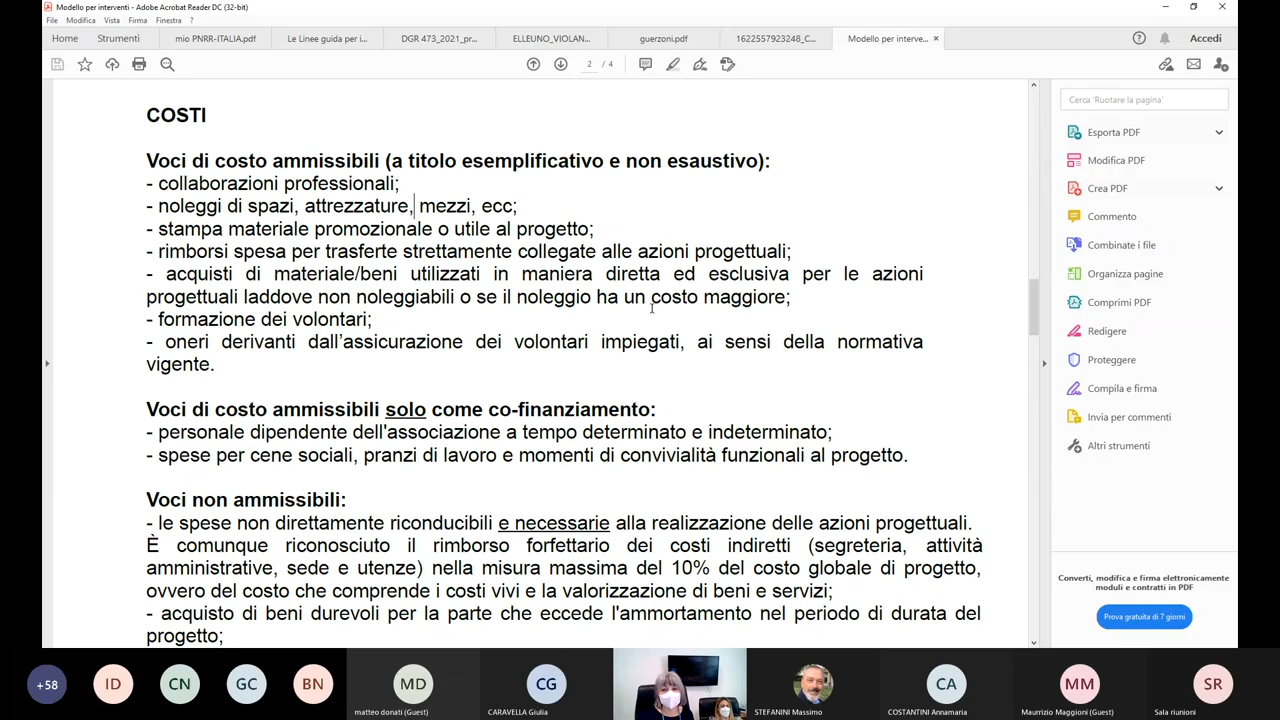 Modello per interventi - Adobe Acrobat Reader DC (32-bit)
File Modifica Vista Firma Finestra ?
Home Strumenti mio PNRR-ITALIA.pdf Le Linee guida per i... DGR 473_2021_pr... ELLEUNO_VIOLAN... guerzoni.pdf 1622557923248_C... Modello per interve... × Accedi
2 / 4
Cerca 'Ruotare la pagina'
COSTI
Voci di costo ammissibili (a titolo esemplificativo e non esaustivo):
- collaborazioni professionali;
- noleggi di spazi, attrezzature, mezzi, ecc;
- stampa materiale promozionale o utile al progetto;
- rimborsi spesa per trasferte strettamente collegate alle azioni progettuali;
- acquisti di materiale/beni utilizzati in maniera diretta ed esclusiva per le azioni
progettuali laddove non noleggiabili o se il noleggio ha un costo maggiore;
- formazione dei volontari;
- oneri derivanti dall'assicurazione dei volontari impiegati, ai sensi della normativa
vigente.
Voci di costo ammissibili solo come co-finanziamento:
- personale dipendente dell'associazione a tempo determinato e indeterminato;
- spese per cene sociali, pranzi di lavoro e momenti di convivialità funzionali al progetto.
Voci non ammissibili:
- le spese non direttamente riconducibili e necessarie alla realizzazione delle azioni progettuali.
È comunque riconosciuto il rimborso forfettario dei costi indiretti (segreteria, attività
amministrative, sede e utenze) nella misura massima del 10% del costo globale di progetto,
ovvero del costo che comprende i costi vivi e la valorizzazione di beni e servizi;
- acquisto di beni durevoli per la parte che eccede l'ammortamento nel periodo di durata del
progetto;
Esporta PDF
Modifica PDF
Crea PDF
Commento
Combinate i file
Organizza pagine
Comprimi PDF
Redigere
Proteggere
Compila e firma
Invia per commenti
Altri strumenti
Converti, modifica e firma elettronicamente
moduli e contratti in PDF
Prova gratuita di 7 giorni
+58 ID CN GC BN MD CG CA MM SR
matteo donati (Guest) CARAVELLA Giulia STEFANINI Massimo COSTANTINI Annamaria Maurizio Maggioni (Guest) Sala riunioni